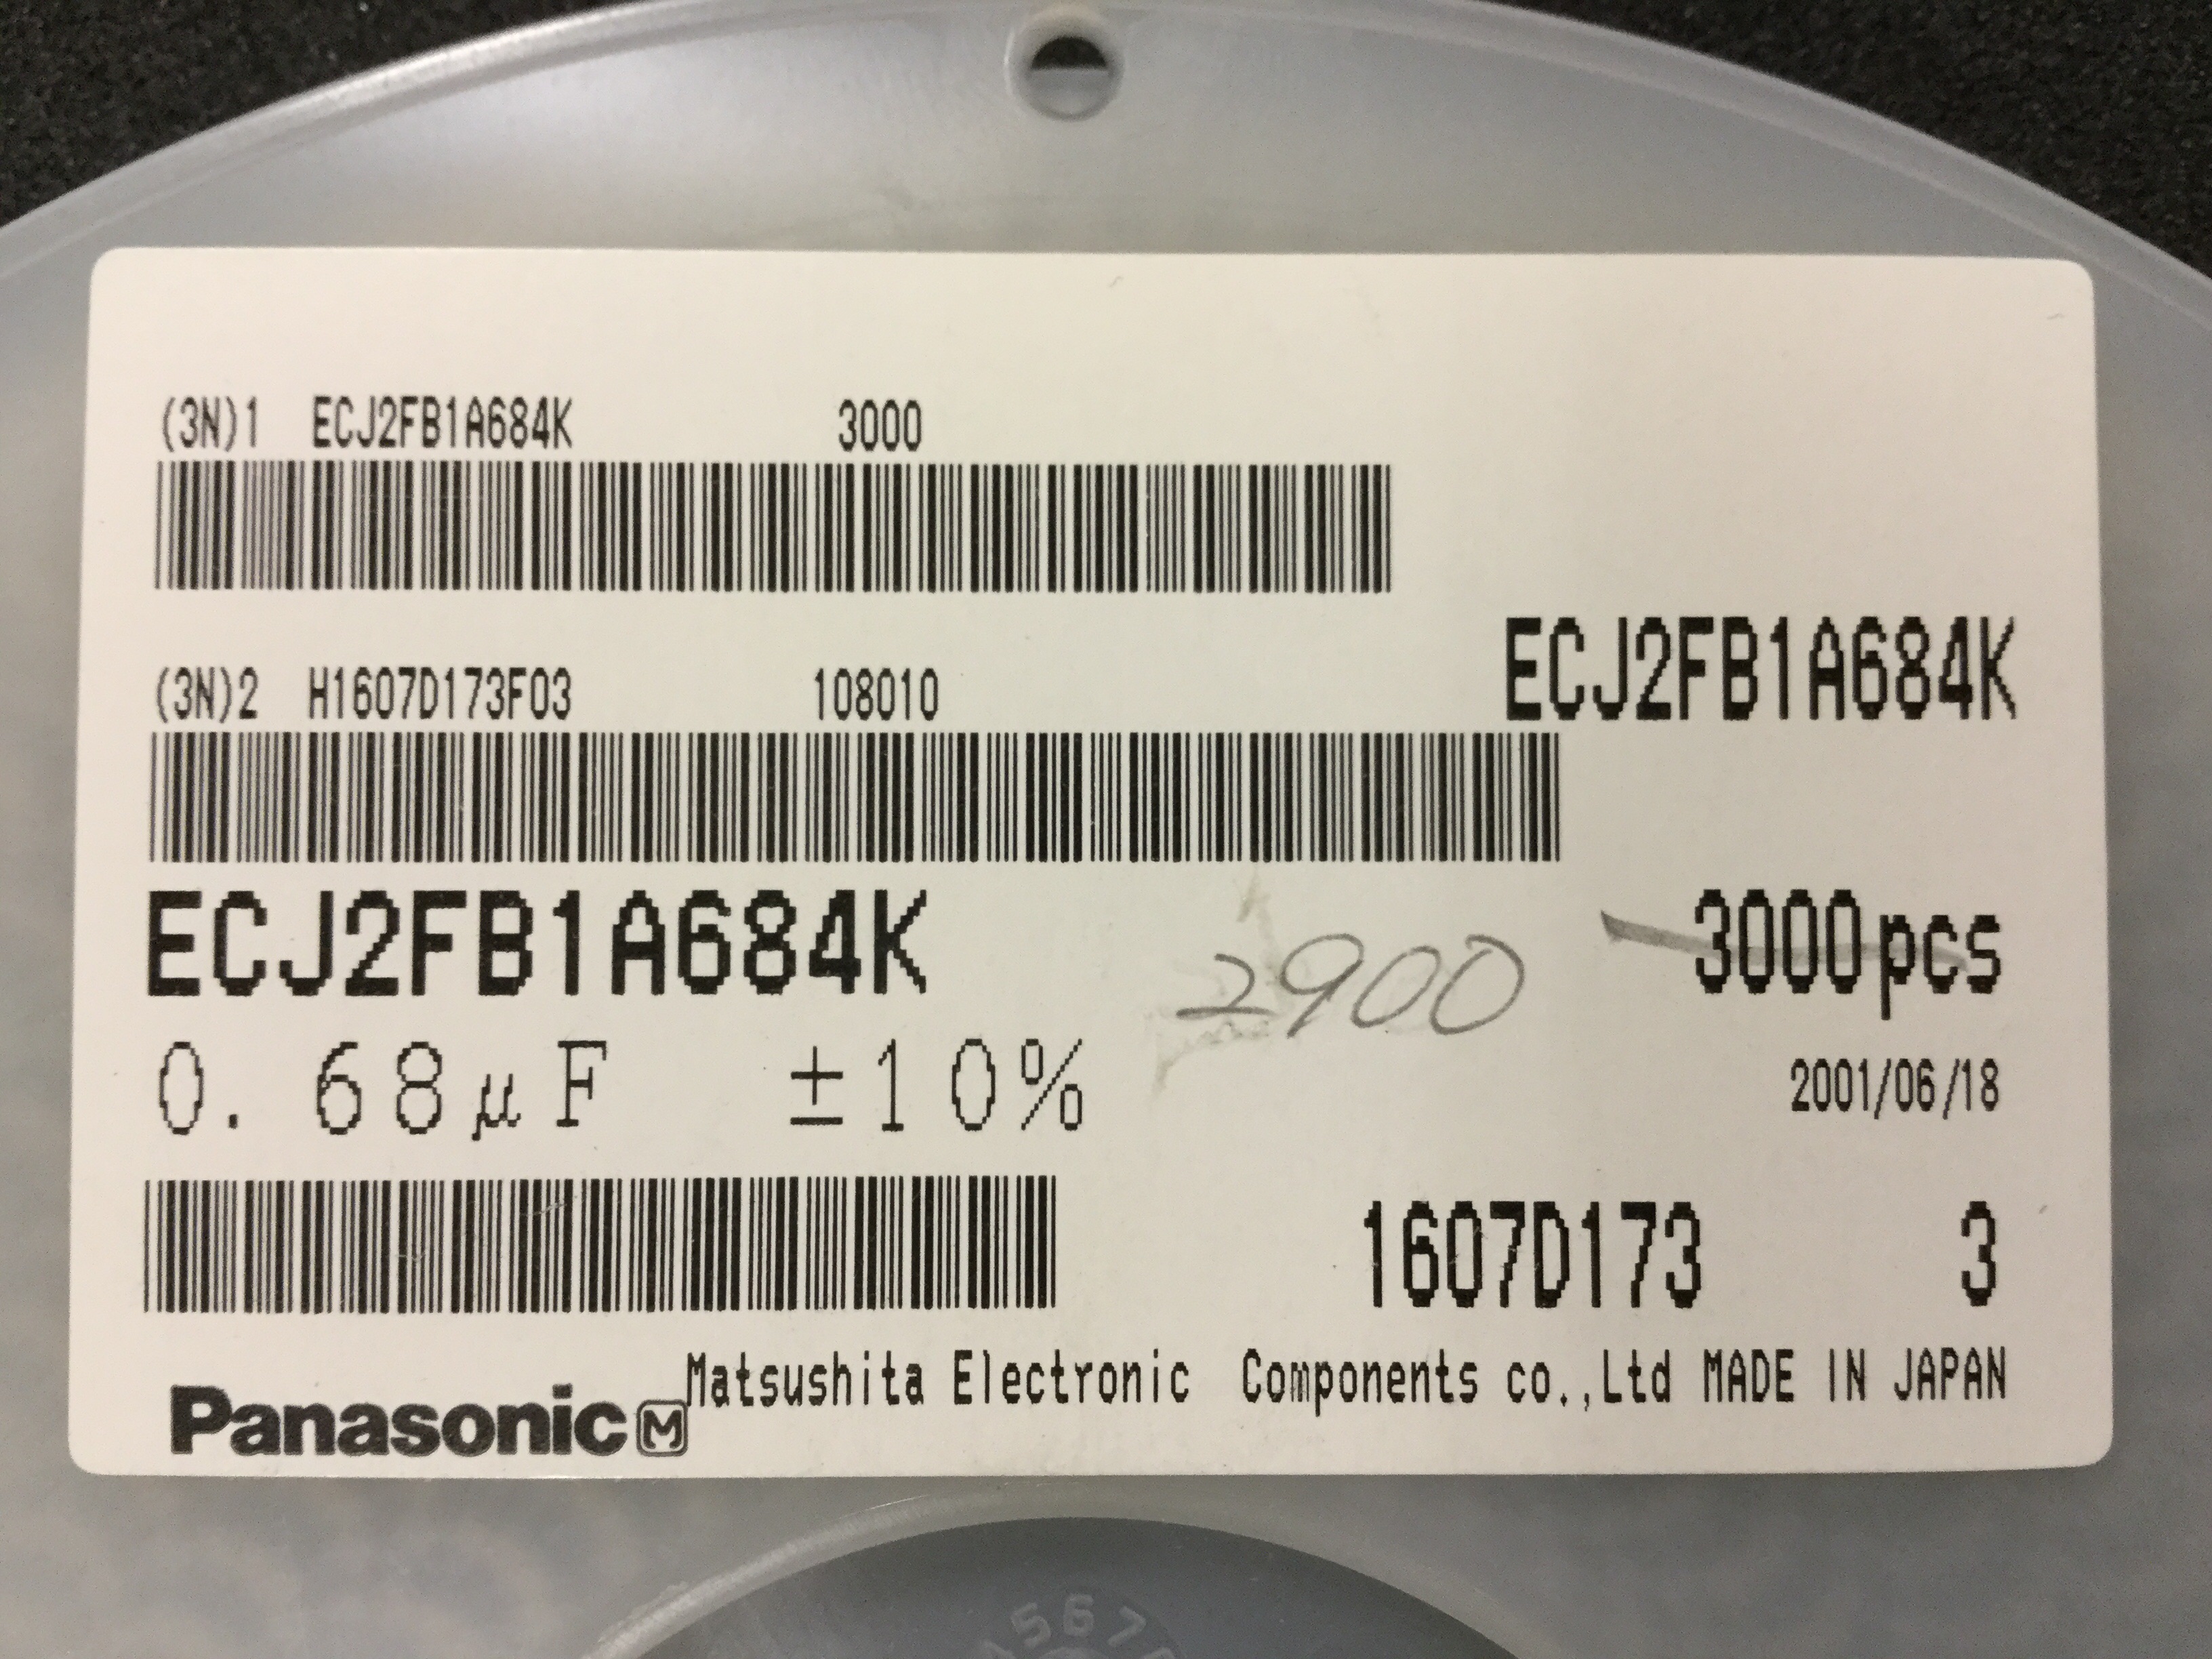 (3N)1 ECJ2FB1A684K 3000
(3N)2 H1607D173F03 108010
ECJ2FB1A684K
ECJ2FB1A684K 2900 3000pcs
0.68μF ±10%
2001/06/18
1607D173 3
Matsushita Electronic Components co.,Ltd MADE IN JAPAN
Panasonic M
567